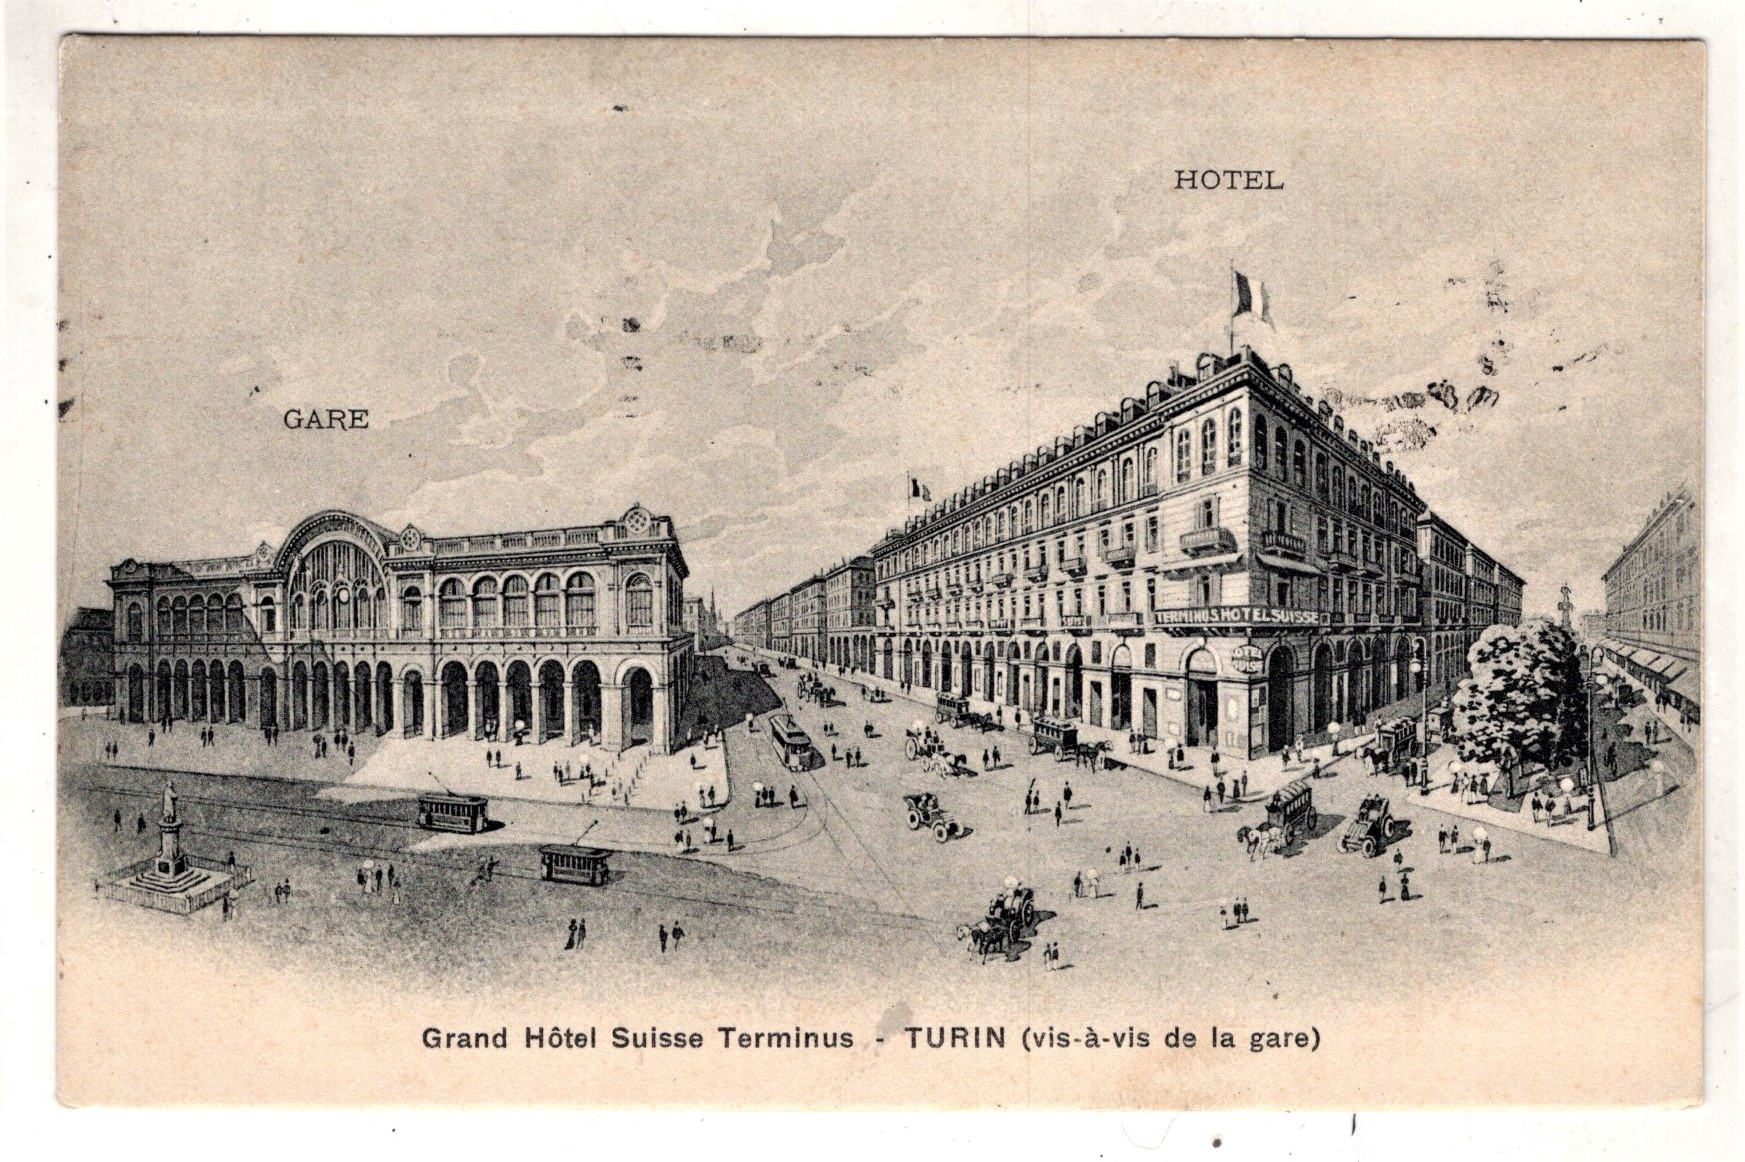 HOTEL
GARE
TERMINUS HOTEL SUISSE
Grand Hôtel Suisse Terminus - TURIN (vis-à-vis de la gare)